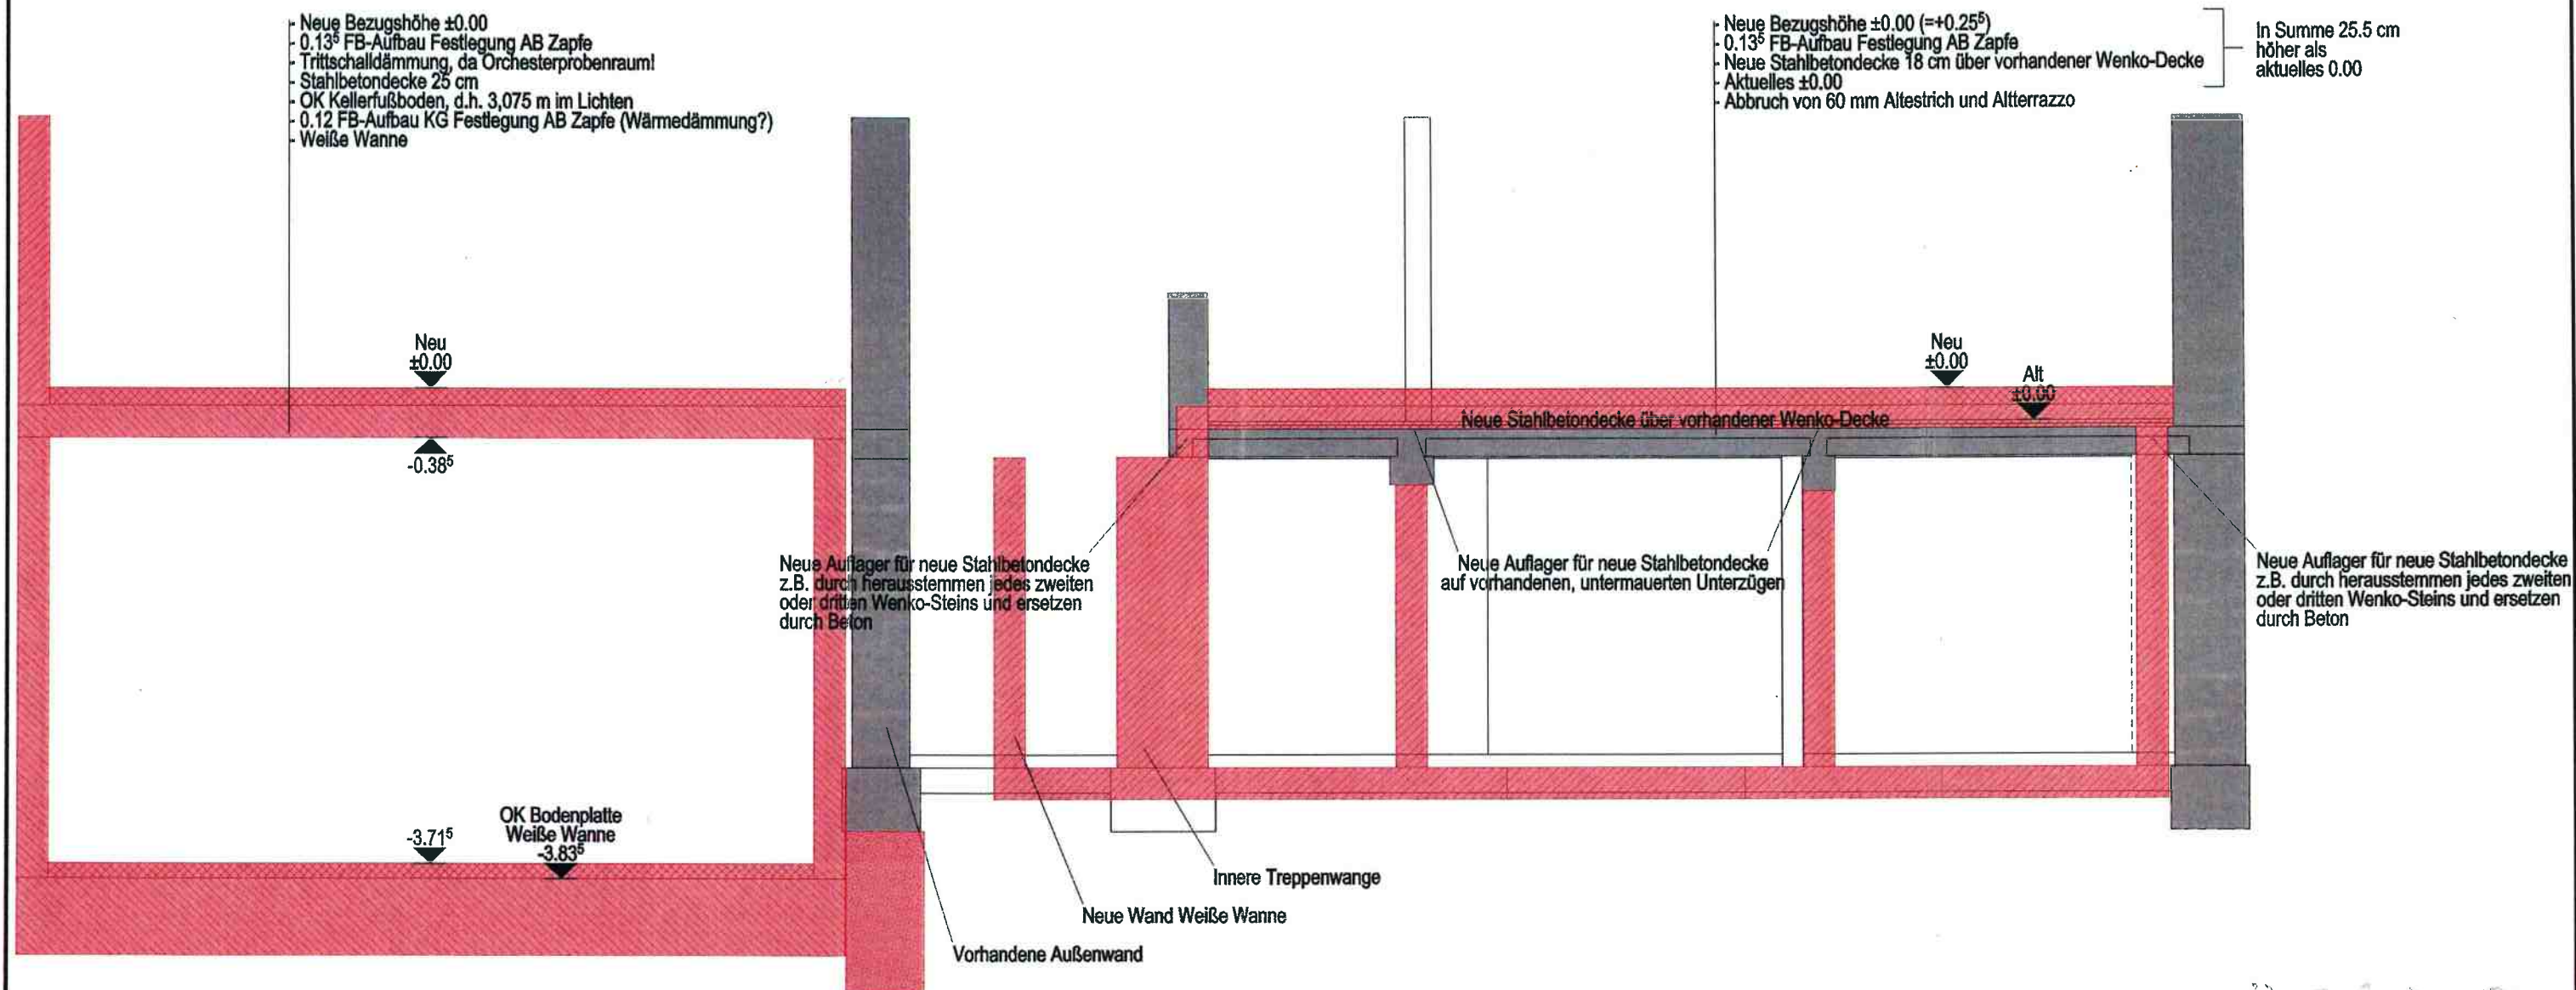 - Neue Bezugshöhe ±0.00
- 0.13⁵ FB-Aufbau Festlegung AB Zapfe
- Trittschalldämmung, da Orchesterprobenraum!
- Stahlbetondecke 25 cm
- OK Kellerfußboden, d.h. 3,075 m im Lichten
- 0.12 FB-Aufbau KG Festlegung AB Zapfe (Wärmedämmung?)
- Weiße Wanne
- Neue Bezugshöhe ±0.00 (=+0.25⁵)
- 0.13⁵ FB-Aufbau Festlegung AB Zapfe
- Neue Stahlbetondecke 18 cm über vorhandener Wenko-Decke
- Aktuelles ±0.00
- Abbruch von 60 mm Altestrich und Altterrazzo
In Summe 25.5 cm
höher als
aktuelles 0.00
Neu
±0.00
-0.38⁵
Neu
±0.00
Alt
±0.00
Neue Stahlbetondecke über vorhandener Wenko-Decke
Neue Auflager für neue Stahlbetondecke
z.B. durch herausstemmen jedes zweiten
oder dritten Wenko-Steins und ersetzen
durch Beton
Neue Auflager für neue Stahlbetondecke
auf vorhandenen, untermauerten Unterzügen
Neue Auflager für neue Stahlbetondecke
z.B. durch herausstemmen jedes zweiten
oder dritten Wenko-Steins und ersetzen
durch Beton
-3.71⁵
OK Bodenplatte
Weiße Wanne
-3.83⁵
Innere Treppenwange
Neue Wand Weiße Wanne
Vorhandene Außenwand